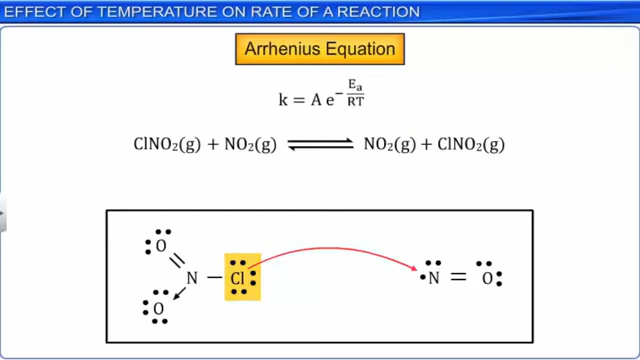 EFFECT OF TEMPERATURE ON RATE OF A REACTION
Arrhenius Equation
k = A e^−Ea/RT
ClNO₂(g) + NO₂(g) ⇌ NO₂(g) + ClNO₂(g)
O
N — Cl
N = O
O